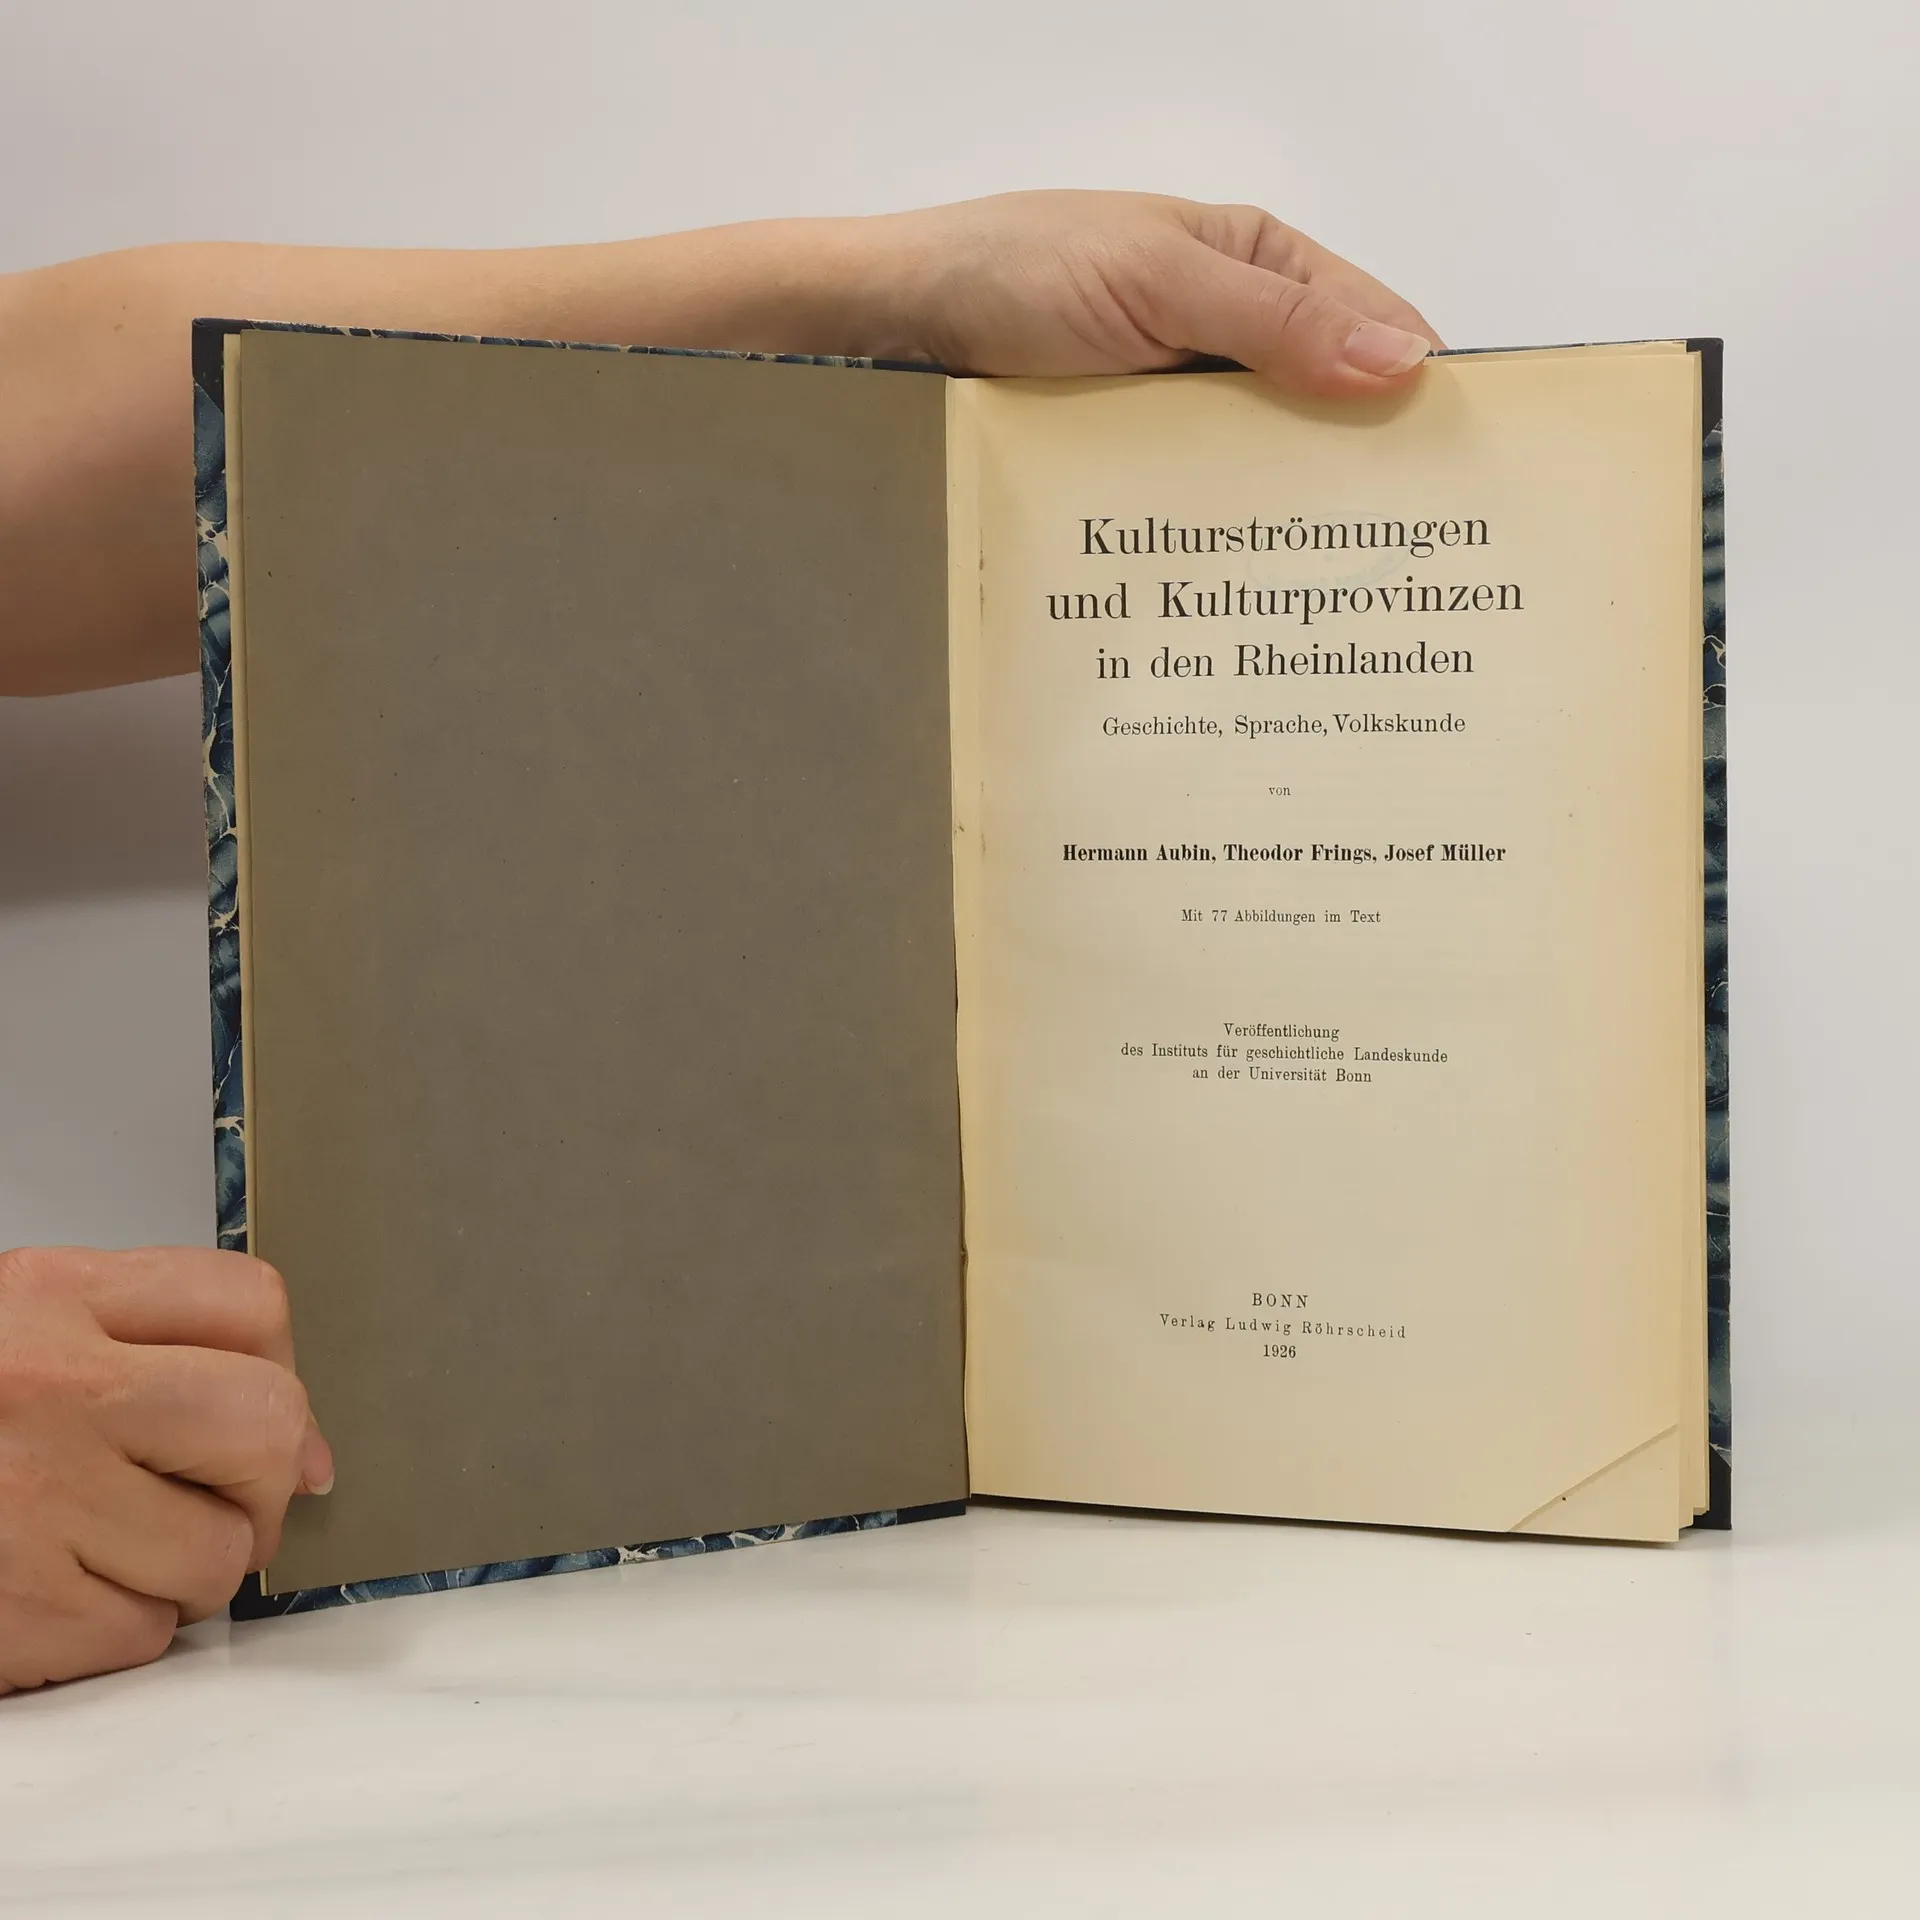 Kulturströmungen
und Kulturprovinzen
in den Rheinlanden
Geschichte, Sprache, Volkskunde
von
Hermann Aubin, Theodor Frings, Josef Müller
Mit 77 Abbildungen im Text
Veröffentlichung
des Instituts für geschichtliche Landeskunde
an der Universität Bonn
BONN
Verlag Ludwig Röhrscheid
1926